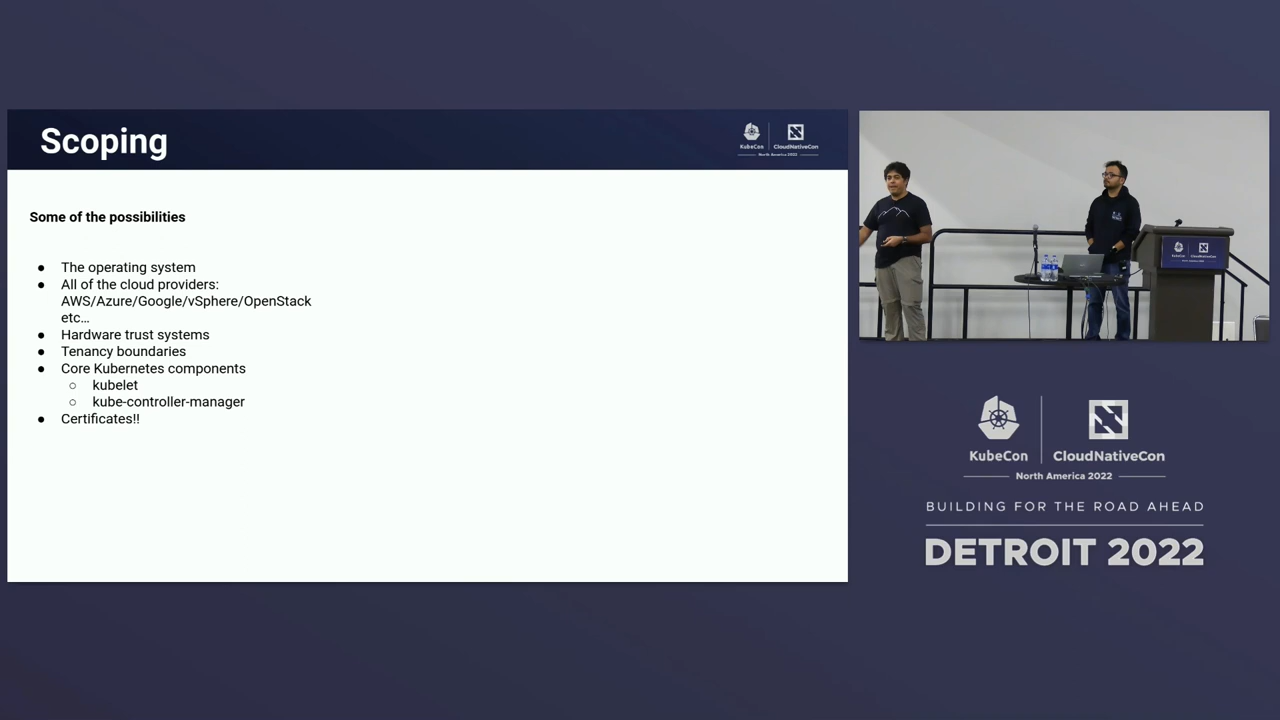 Scoping
KubeCon
CloudNativeCon
North America 2022
Some of the possibilities
● The operating system
● All of the cloud providers:
AWS/Azure/Google/vSphere/OpenStack
etc...
● Hardware trust systems
● Tenancy boundaries
● Core Kubernetes components
○ kubelet
○ kube-controller-manager
● Certificates!!
KubeCon
CloudNativeCon
North America 2022
BUILDING FOR THE ROAD AHEAD
DETROIT 2022